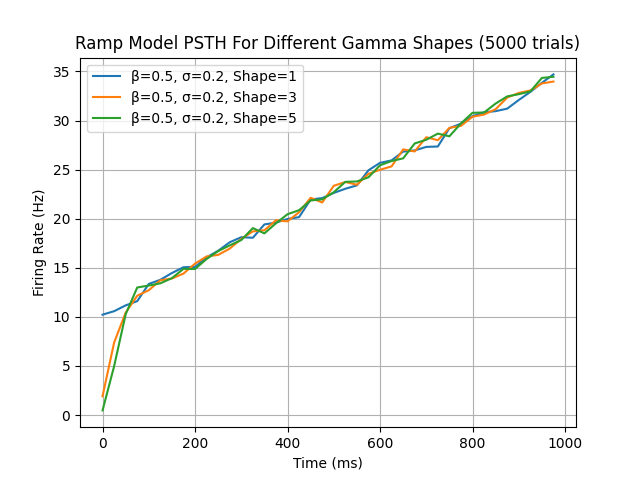 Ramp Model PSTH For Different Gamma Shapes (5000 trials)
β=0.5, σ=0.2, Shape=1
β=0.5, σ=0.2, Shape=3
β=0.5, σ=0.2, Shape=5
Firing Rate (Hz)
35
30
25
20
15
10
5
0
0 200 400 600 800 1000
Time (ms)